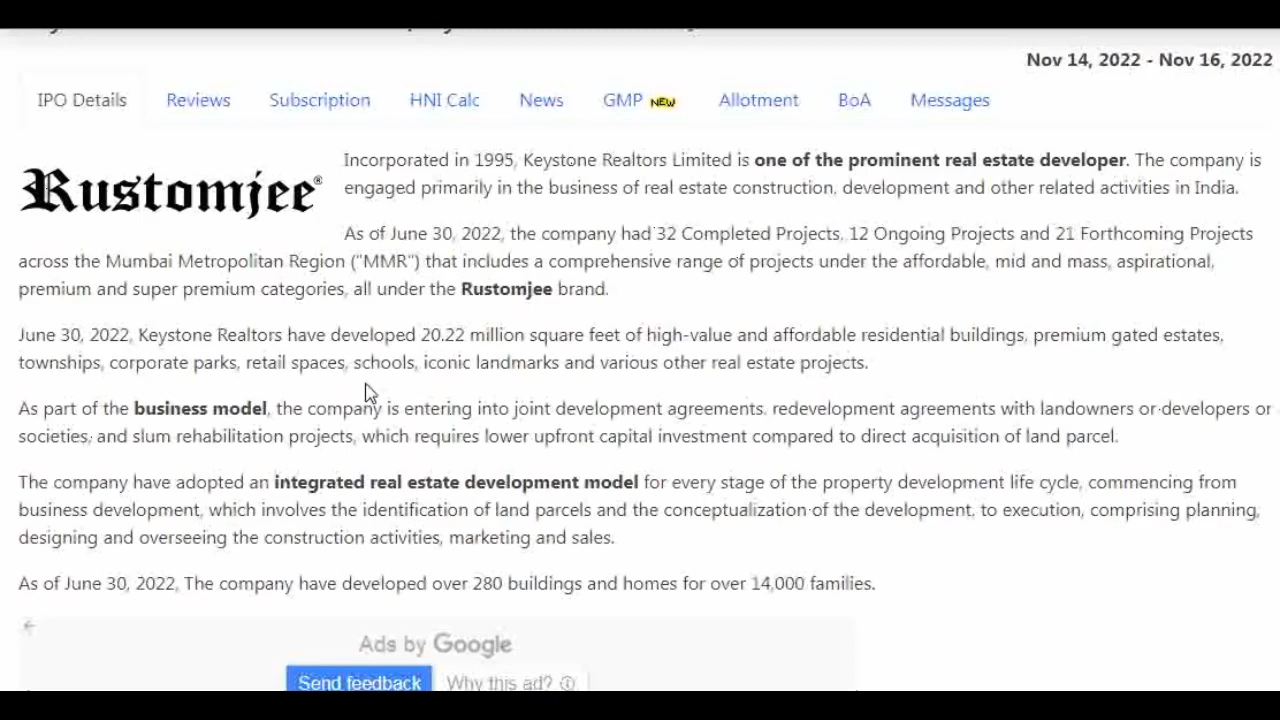 Nov 14, 2022 - Nov 16, 2022
IPO Details Reviews Subscription HNI Calc News GMP NEW Allotment BoA Messages
Rustomjee®
Incorporated in 1995, Keystone Realtors Limited is one of the prominent real estate developer. The company is
engaged primarily in the business of real estate construction, development and other related activities in India.
As of June 30, 2022, the company had 32 Completed Projects, 12 Ongoing Projects and 21 Forthcoming Projects
across the Mumbai Metropolitan Region ("MMR") that includes a comprehensive range of projects under the affordable, mid and mass, aspirational,
premium and super premium categories, all under the Rustomjee brand.
June 30, 2022, Keystone Realtors have developed 20.22 million square feet of high-value and affordable residential buildings, premium gated estates,
townships, corporate parks, retail spaces, schools, iconic landmarks and various other real estate projects.
As part of the business model, the company is entering into joint development agreements, redevelopment agreements with landowners or developers or
societies, and slum rehabilitation projects, which requires lower upfront capital investment compared to direct acquisition of land parcel.
The company have adopted an integrated real estate development model for every stage of the property development life cycle, commencing from
business development, which involves the identification of land parcels and the conceptualization of the development, to execution, comprising planning,
designing and overseeing the construction activities, marketing and sales.
As of June 30, 2022, The company have developed over 280 buildings and homes for over 14,000 families.
Ads by Google
Send feedback Why this ad?